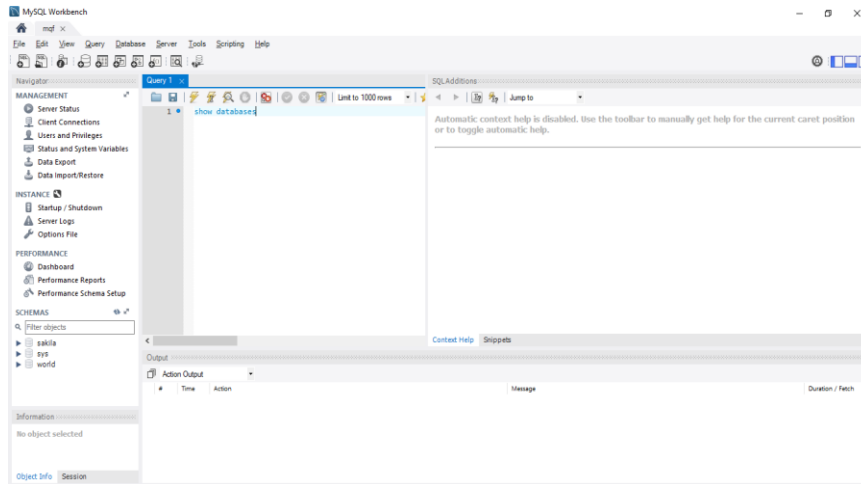 MySQL Workbench
mqf ×
File Edit View Query Database Server Tools Scripting Help
Navigator
MANAGEMENT
Server Status
Client Connections
Users and Privileges
Status and System Variables
Data Export
Data Import/Restore
INSTANCE
Startup / Shutdown
Server Logs
Options File
PERFORMANCE
Dashboard
Performance Reports
Performance Schema Setup
SCHEMAS
Filter objects
sakila
sys
world
Information
No object selected
Object Info Session
Query 1 ×
Limit to 1000 rows
1 show databases
SQLAdditions
Jump to
Automatic context help is disabled. Use the toolbar to manually get help for the current caret position
or to toggle automatic help.
Context Help Snippets
Output
Action Output
# Time Action Message Duration / Fetch